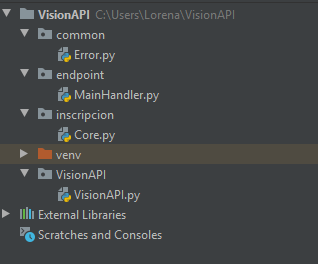 VisionAPI C:\Users\Lorena\VisionAPI
common
Error.py
endpoint
MainHandler.py
inscripcion
Core.py
venv
VisionAPI
VisionAPI.py
External Libraries
Scratches and Consoles